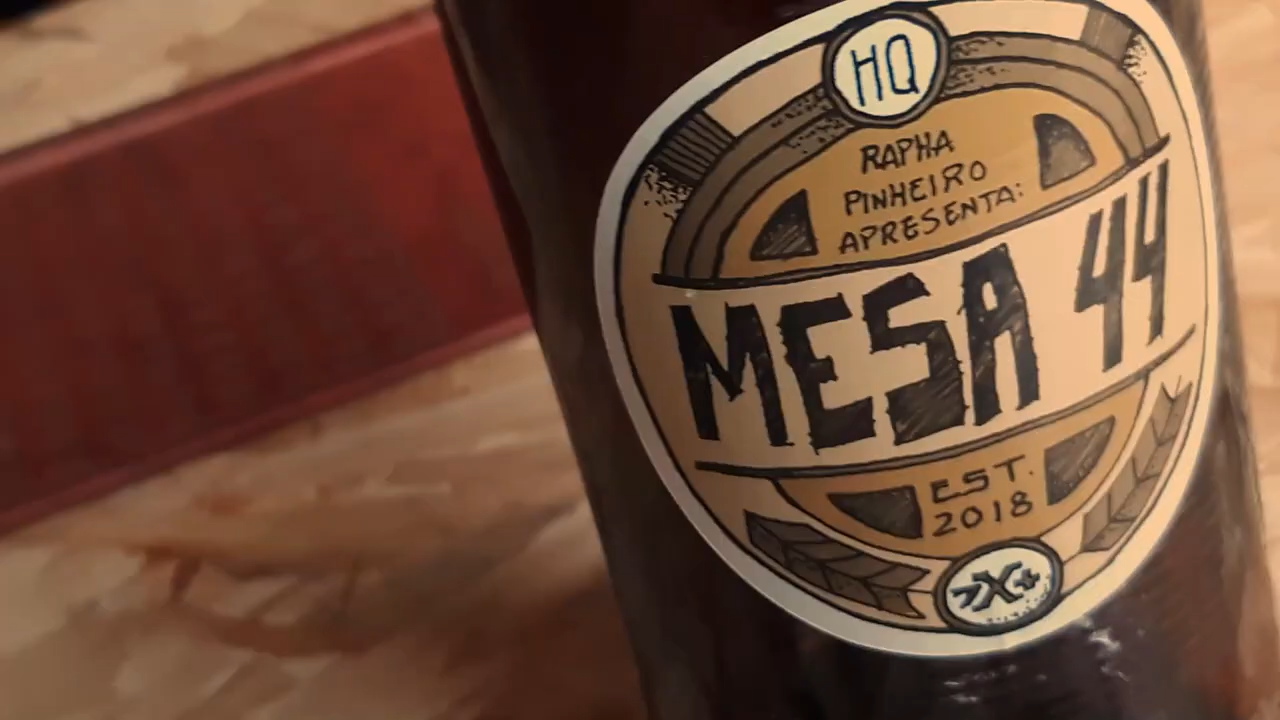 HQ
RAPHA
PINHEIRO
APRESENTA:
MESA 44
EST.
2018